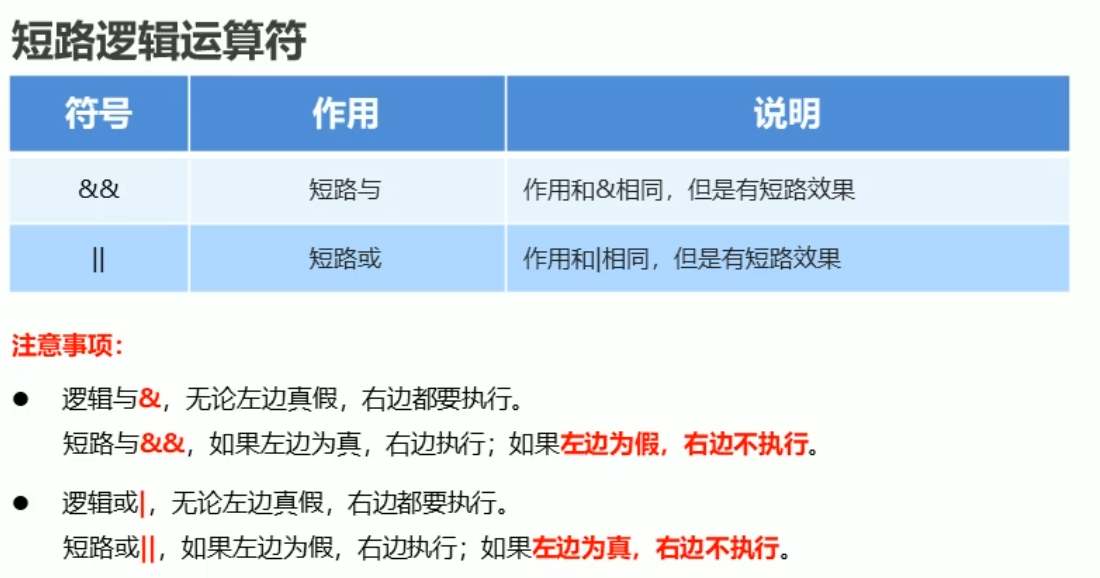 短路逻辑运算符
符号 作用 说明
&& 短路与 作用和&相同，但是有短路效果
|| 短路或 作用和|相同，但是有短路效果
注意事项：
● 逻辑与&，无论左边真假，右边都要执行。
短路与&&，如果左边为真，右边执行；如果左边为假，右边不执行。
● 逻辑或|，无论左边真假，右边都要执行。
短路或||，如果左边为假，右边执行；如果左边为真，右边不执行。